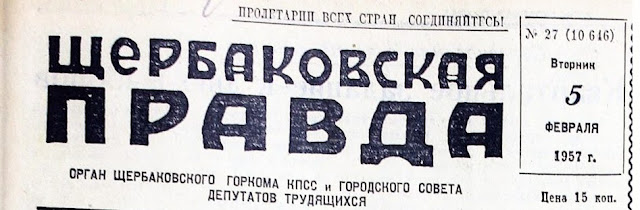 ПРОЛЕТАРИИ ВСЕХ СТРАН, СОЕДИНЯЙТЕСЬ!
ЩЕРБАКОВСКАЯ
ПРАВДА
ОРГАН ЩЕРБАКОВСКОГО ГОРКОМА КПСС и ГОРОДСКОГО СОВЕТА
ДЕПУТАТОВ ТРУДЯЩИХСЯ
№ 27 (10 646)
Вторник
5
ФЕВРАЛЯ
1957 г.
Цена 15 коп.